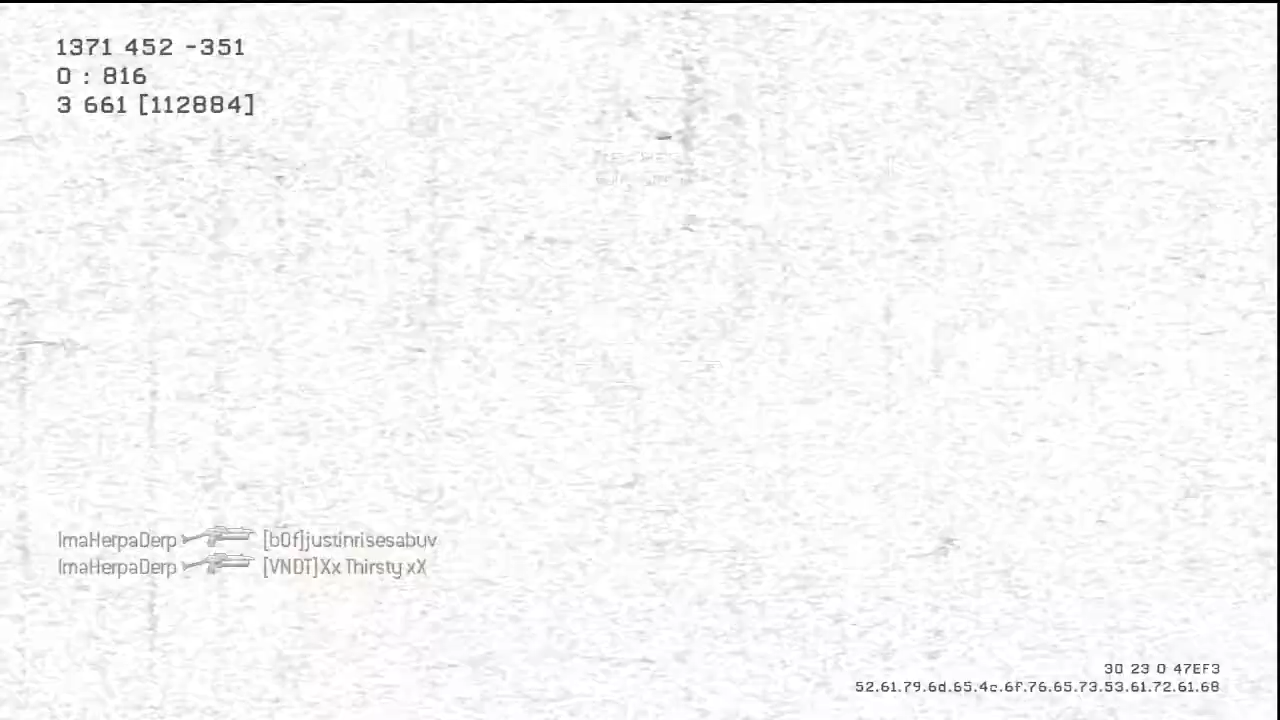 1371 452 -351
0 : 816
3 661 [112884]
ImaHerpaDerp [b0f]justinrisesabuv
ImaHerpaDerp [VNDT]Xx Thirsty xX
30 23 0 47EF3
52.61.79.6d.65.4c.6f.76.65.73.53.61.72.61.68